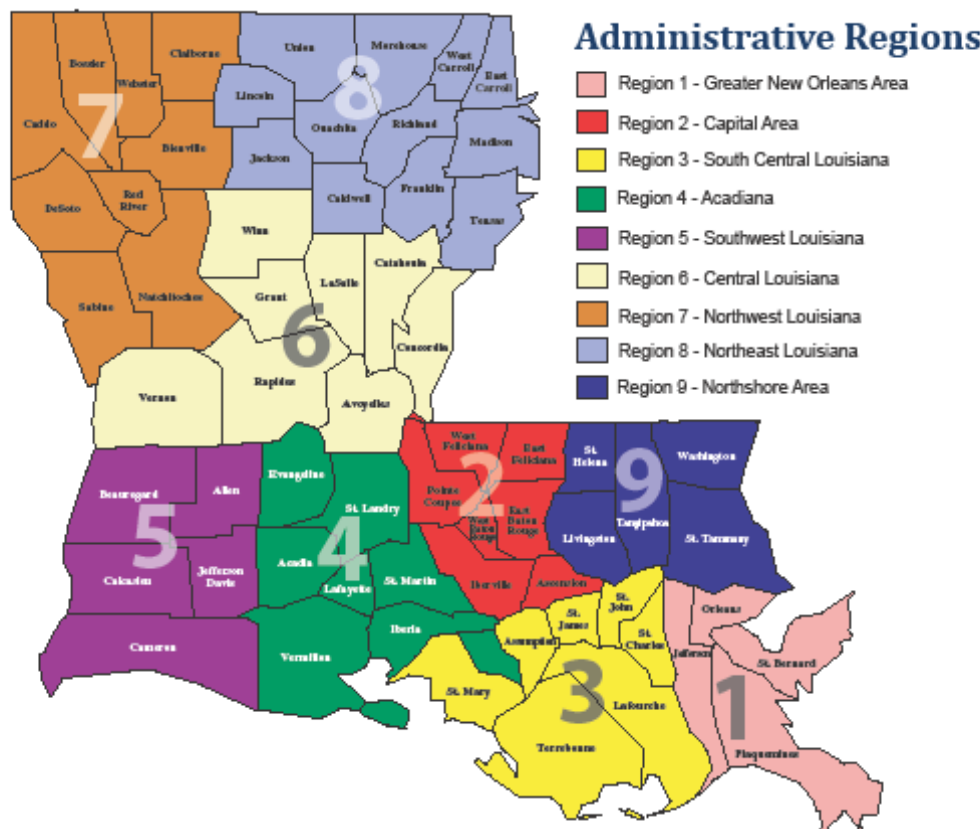 Administrative Regions
Region 1 - Greater New Orleans Area
Region 2 - Capital Area
Region 3 - South Central Louisiana
Region 4 - Acadiana
Region 5 - Southwest Louisiana
Region 6 - Central Louisiana
Region 7 - Northwest Louisiana
Region 8 - Northeast Louisiana
Region 9 - Northshore Area
7
Bossier
Webster
Claiborne
Caddo
Bienville
DeSoto
Red
River
Sabine
Natchitoches
8
Union
Morehouse
West
Carroll
East
Carroll
Lincoln
Ouachita
Richland
Madison
Jackson
Caldwell
Franklin
Tensas
6
Winn
Grant
LaSalle
Catahoula
Concordia
Rapides
Avoyelles
Vernon
5
Beauregard
Allen
Calcasieu
Jefferson
Davis
Cameron
4
Evangeline
St. Landry
Acadia
Lafayette
St. Martin
Iberia
Vermilion
2
West
Feliciana
East
Feliciana
Pointe
Coupee
West
Baton
Rouge
East
Baton
Rouge
Iberville
Ascension
9
St.
Helena
Washington
Tangipahoa
Livingston
St. Tammany
3
St.
James
St.
John
St.
Charles
Assumption
St. Mary
Lafourche
Terrebonne
1
Orleans
Jefferson
St. Bernard
Plaquemines